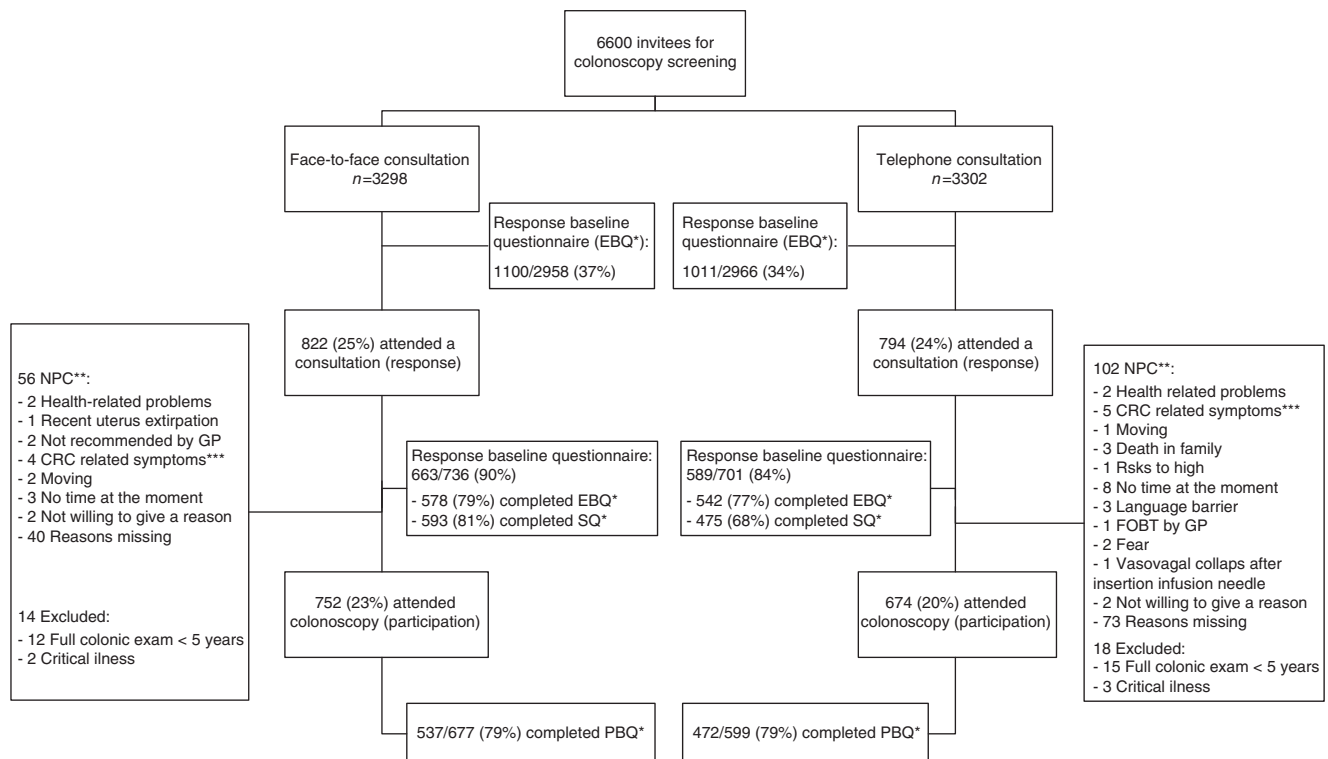 6600 invitees for
colonoscopy screening
Face-to-face consultation
n=3298
Telephone consultation
n=3302
Response baseline
questionnaire (EBQ*):
1100/2958 (37%)
Response baseline
questionnaire (EBQ*):
1011/2966 (34%)
822 (25%) attended a
consultation (response)
794 (24%) attended a
consultation (response)
56 NPC**:
- 2 Health-related problems
- 1 Recent uterus extirpation
- 2 Not recommended by GP
- 4 CRC related symptoms***
- 2 Moving
- 3 No time at the moment
- 2 Not willing to give a reason
- 40 Reasons missing
14 Excluded:
- 12 Full colonic exam < 5 years
- 2 Critical ilness
Response baseline questionnaire:
663/736 (90%)
- 578 (79%) completed EBQ*
- 593 (81%) completed SQ*
Response baseline questionnaire:
589/701 (84%)
- 542 (77%) completed EBQ*
- 475 (68%) completed SQ*
102 NPC**:
- 2 Health related problems
- 5 CRC related symptoms***
- 1 Moving
- 3 Death in family
- 1 Rsks to high
- 8 No time at the moment
- 3 Language barrier
- 1 FOBT by GP
- 2 Fear
- 1 Vasovagal collaps after
insertion infusion needle
- 2 Not willing to give a reason
- 73 Reasons missing
18 Excluded:
- 15 Full colonic exam < 5 years
- 3 Critical ilness
752 (23%) attended
colonoscopy (participation)
674 (20%) attended
colonoscopy (participation)
537/677 (79%) completed PBQ*
472/599 (79%) completed PBQ*